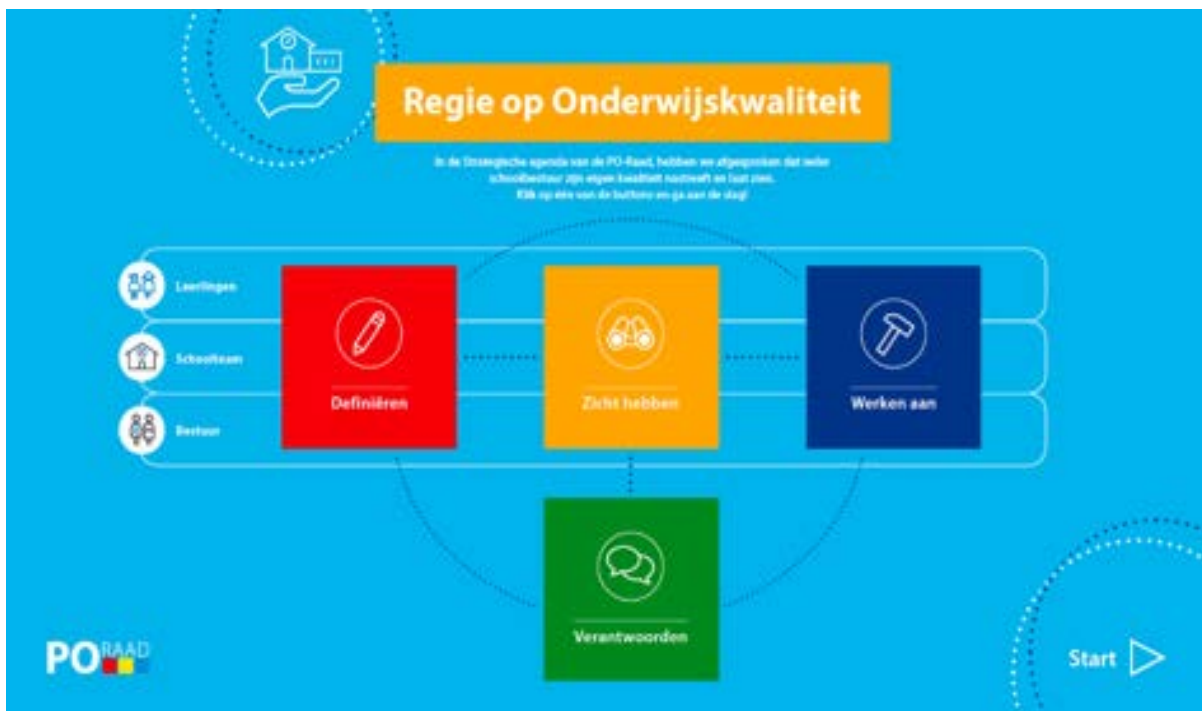 Regie op Onderwijskwaliteit
In de Strategische agenda van de PO-Raad, hebben we afgesproken dat ieder
schoolbestuur zijn eigen kwaliteit nastreeft en laat zien.
Klik op één van de buttons en ga aan de slag!
Leerlingen
Schoolteam
Bestuur
Definiëren
Zicht hebben
Werken aan
Verantwoorden
PO RAAD
Start